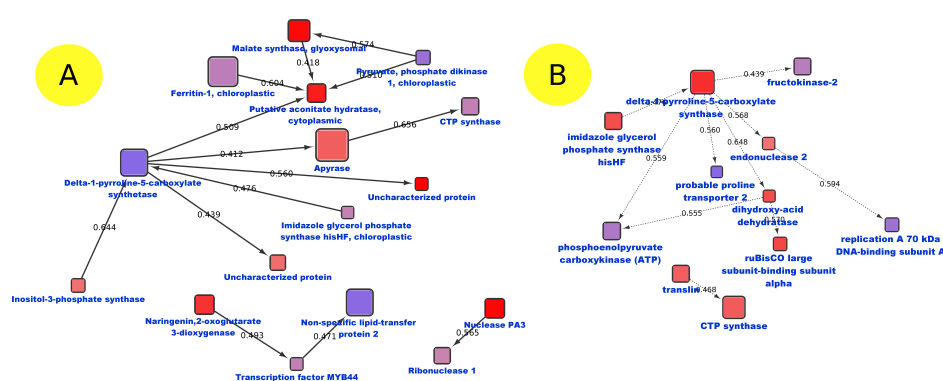 A
B
Malate synthase, glyoxysomal
0.574
0.418
Pyruvate, phosphate dikinase
1, chloroplastic
0.510
Ferritin-1, chloroplastic
0.604
Putative aconitate hydratase,
cytoplasmic
CTP synthase
0.656
0.509
0.412
Apyrase
0.560
Uncharacterized protein
Delta-1-pyrroline-5-carboxylate
synthetase
0.476
Imidazole glycerol phosphate
synthase hisHF, chloroplastic
0.439
0.644
Uncharacterized protein
Inositol-3-phosphate synthase
Naringenin,2-oxoglutarate
3-dioxygenase
0.493
Non-spesific lipid-transfer
protein 2
0.471
Transcription factor MYB44
Nuclease PA3
0.565
Ribonuclease 1
0.439
fructokinase-2
delta-1-pyrroline-5-carboxylate
synthase
imidazole glycerol
phosphate synthase
hisHF
0.568
0.560
0.648
endonuclease 2
0.559
0.594
probable proline
transporter 2
dihydroxy-acid
dehydratase
0.555
phosphoenolpyruvate
carboxykinase (ATP)
replication A 70 kDa
DNA-binding subunit A
ruBisCO large
subunit-binding subunit
alpha
translin
0.468
CTP synthase